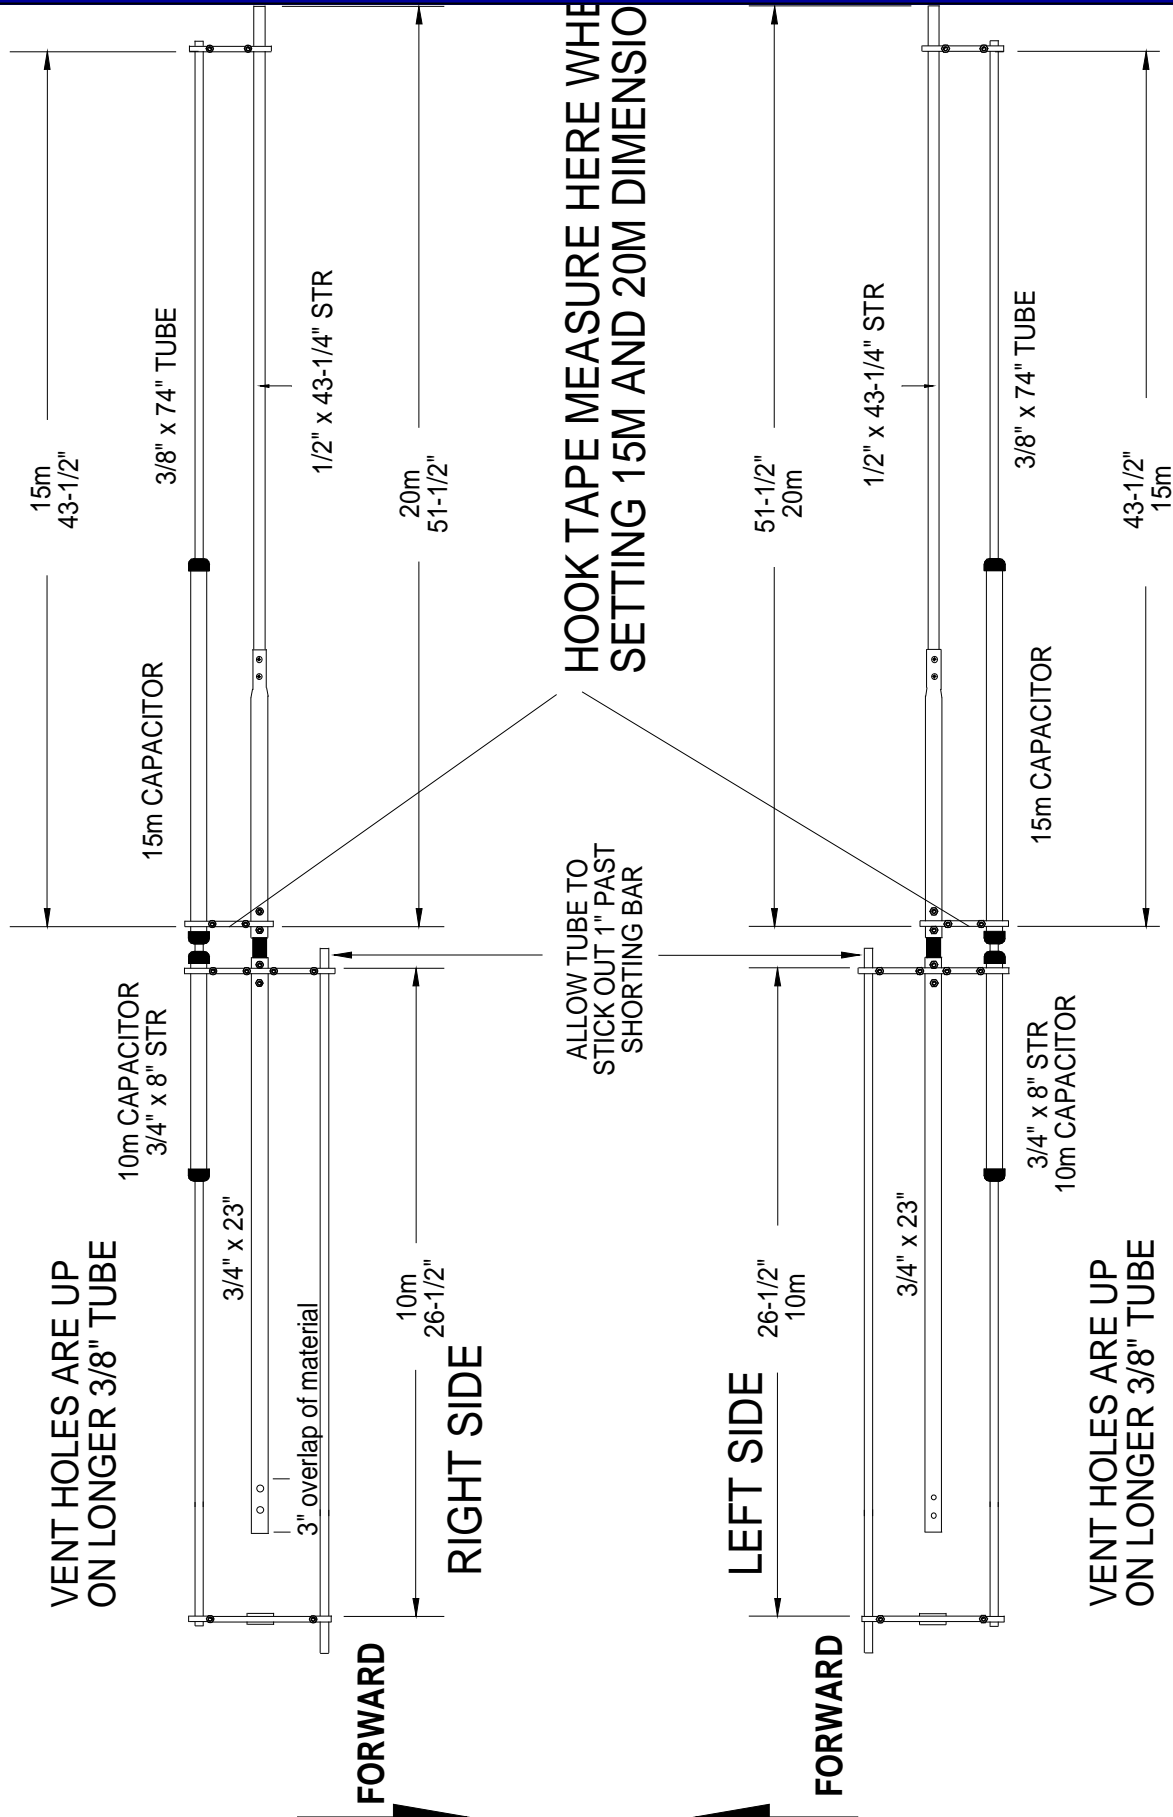 VENT HOLES ARE UP
ON LONGER 3/8" TUBE
10m CAPACITOR
3/4" x 8" STR
15m CAPACITOR
3/8" x 74" TUBE
15m
43-1/2"
3/4" x 23"
3" overlap of material
1/2" x 43-1/4" STR
10m
26-1/2"
20m
51-1/2"
RIGHT SIDE
FORWARD
ALLOW TUBE TO
STICK OUT 1" PAST
SHORTING BAR
HOOK TAPE MEASURE HERE
SETTING 15M AND 20M
LEFT SIDE
FORWARD
26-1/2"
10m
51-1/2"
20m
3/4" x 23"
1/2" x 43-1/4" STR
3/4" x 8" STR
10m CAPACITOR
15m CAPACITOR
3/8" x 74" TUBE
43-1/2"
15m
VENT HOLES ARE UP
ON LONGER 3/8" TUBE